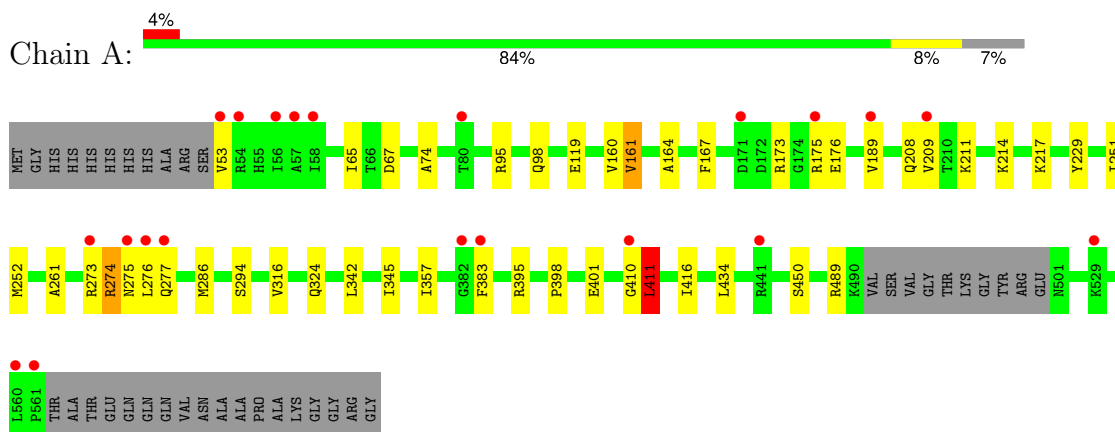 4%
Chain A:
84% 8% 7%
MET GLY HIS HIS HIS HIS HIS HIS ALA ARG SER V53 R54 H55 I56 A57 I58 I65 T66 D67 A74 T80 R95 Q98 E119 V160 V161 A164 F167 D171 D172 R173 G174 R175 E176 V189 Q208 V209 T210 K211 K214 K217 Y229
M252 A261 R273 R274 N275 L276 Q277 M286 S294 V316 Q324 L342 I345 I357 G382 F383 R395 P398 E401 G410 L411 I416 L434 R441 S450 R489 K490 VAL SER VAL GLY THR LYS GLY TYR ARG GLU N501 K529
L560 P561 THR ALA THR GLU GLN GLN GLN VAL ASN ALA ALA PRO ALA LYS GLY GLY ARG GLY